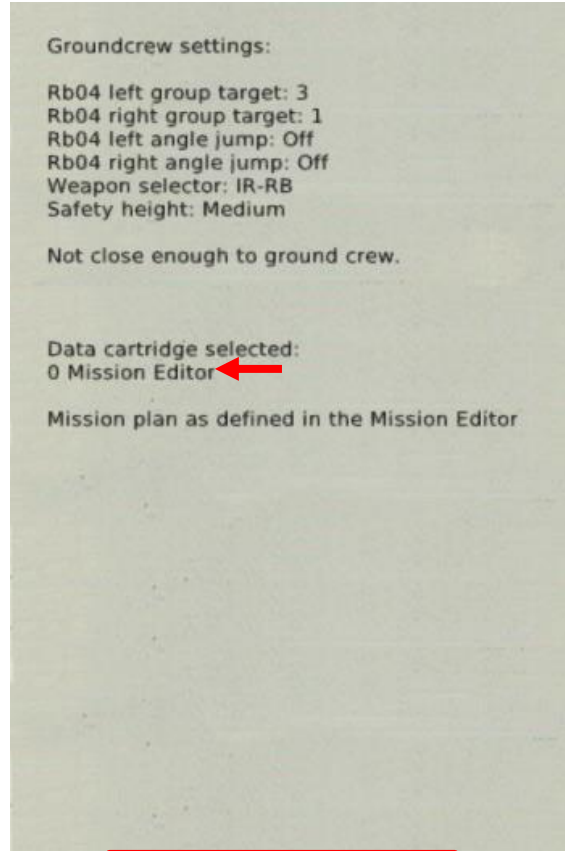 Groundcrew settings:
Rb04 left group target: 3
Rb04 right group target: 1
Rb04 left angle jump: Off
Rb04 right angle jump: Off
Weapon selector: IR-RB
Safety height: Medium
Not close enough to ground crew.
Data cartridge selected:
0 Mission Editor
Mission plan as defined in the Mission Editor